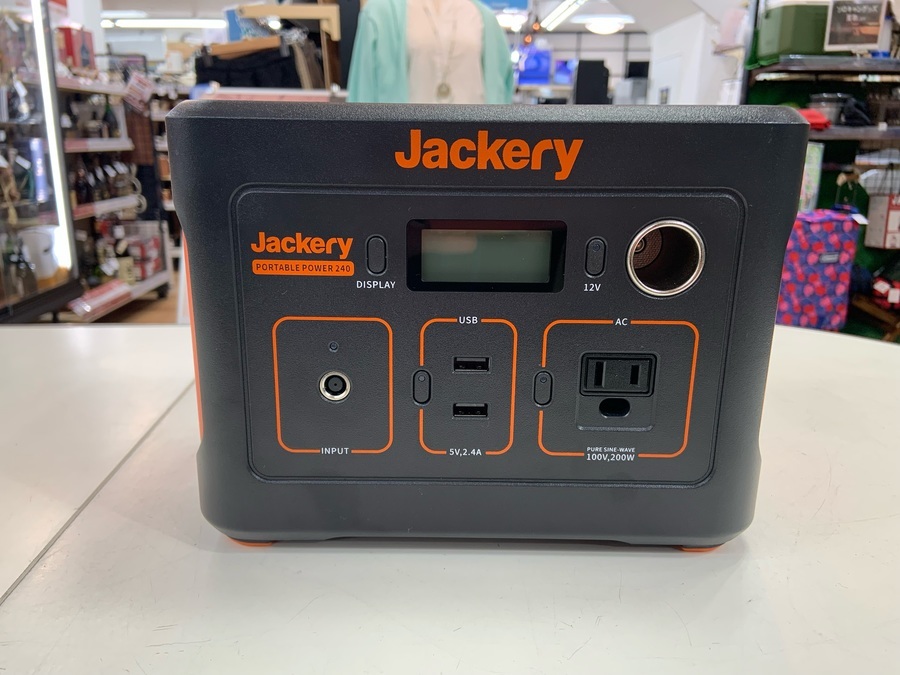 Jackery
Jackery
PORTABLE POWER 240
DISPLAY
12V
USB
AC
INPUT
5V,2.4A
PURE SINE-WAVE
100V,200W